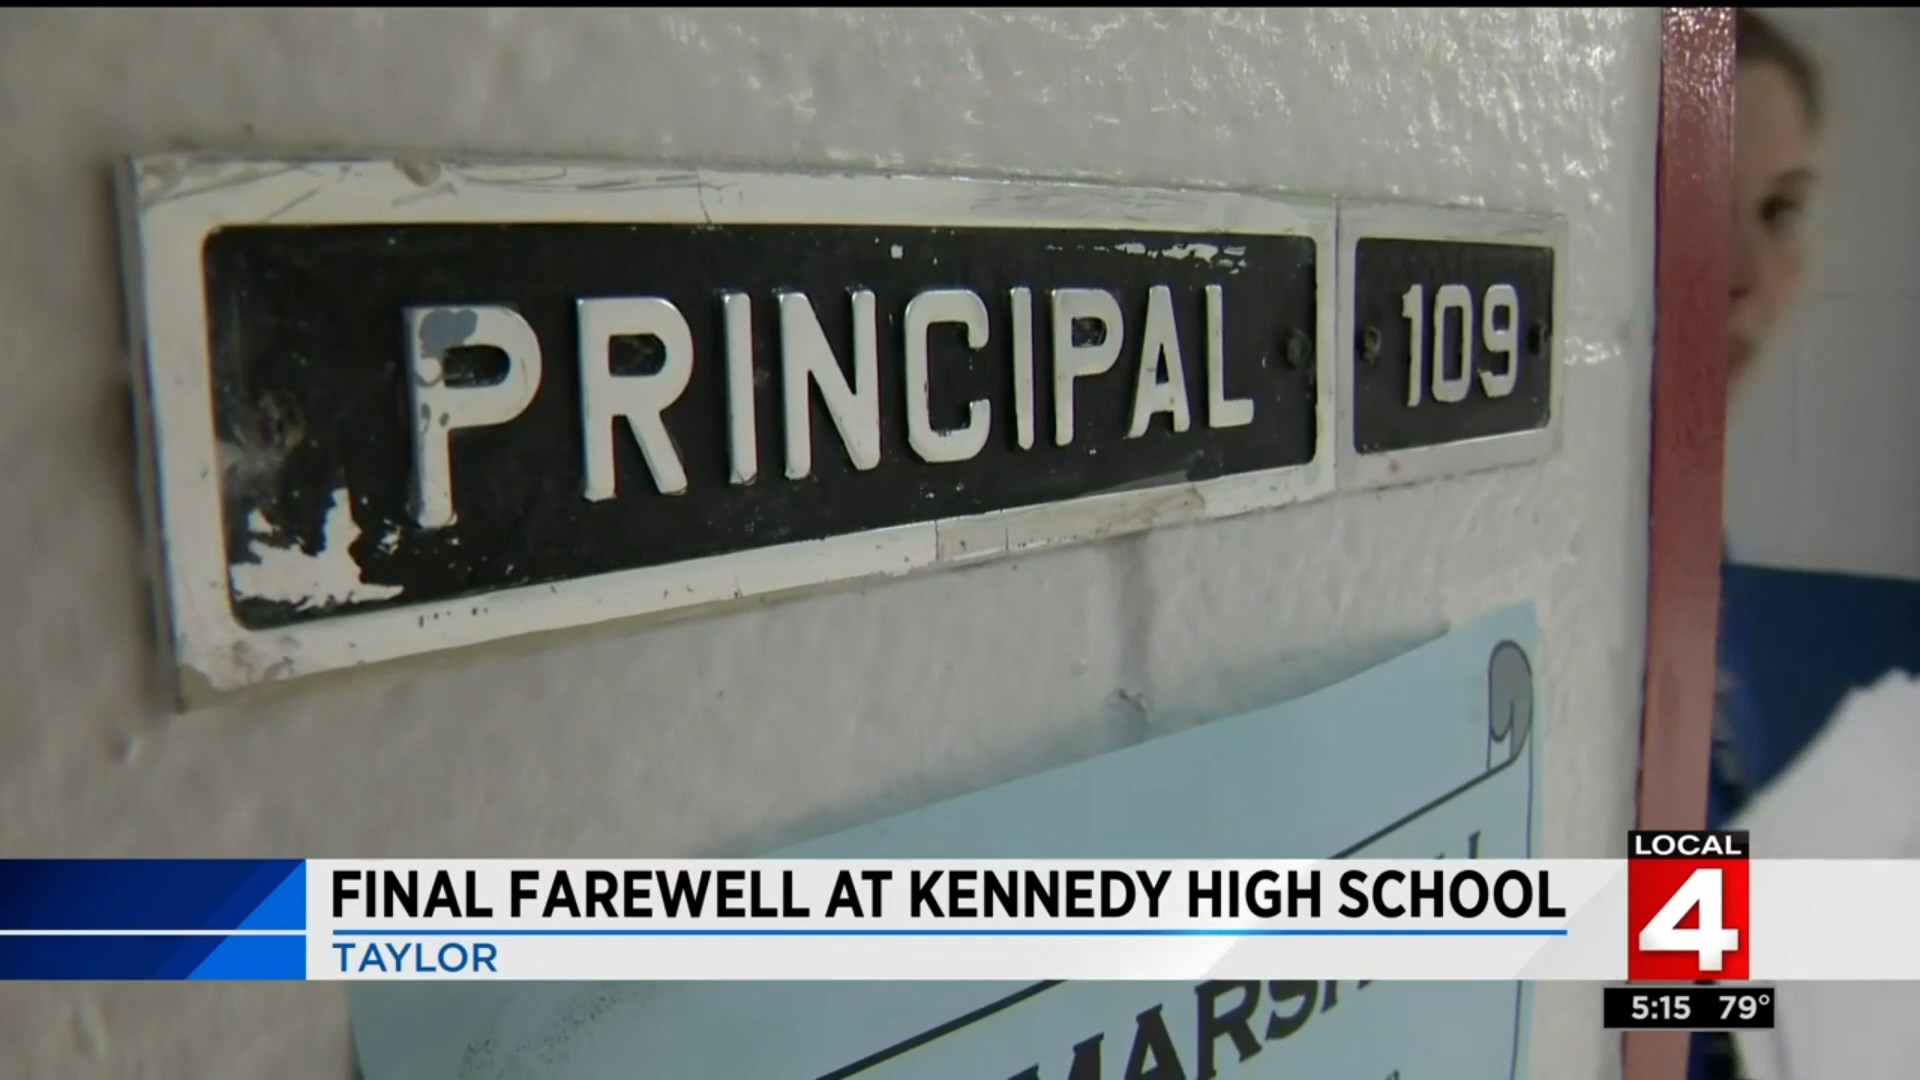 PRINCIPAL 109
FINAL FAREWELL AT KENNEDY HIGH SCHOOL
TAYLOR
LOCAL
4
5:15 79°